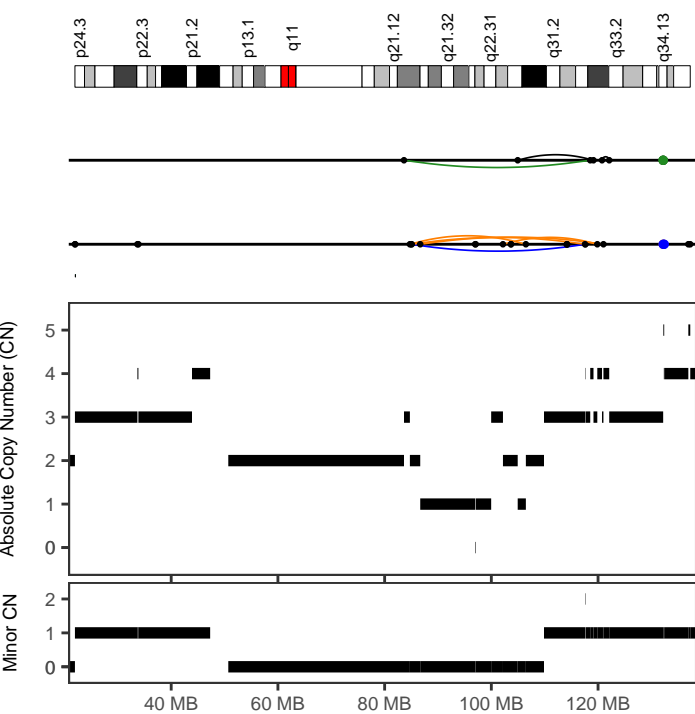 p24.3
p22.3
p21.2
p13.1
q11
q21.12
q21.32
q22.31
q31.2
q33.2
q34.13
Absolute Copy Number (CN)
5
4
3
2
1
0
Minor CN
2
1
0
40 MB
60 MB
80 MB
100 MB
120 MB